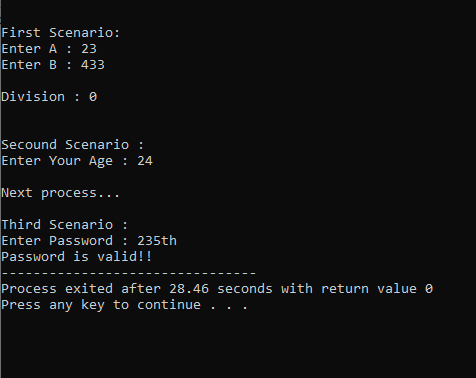 First Scenario:
Enter A : 23
Enter B : 433
Division : 0
Secound Scenario :
Enter Your Age : 24
Next process...
Third Scenario :
Enter Password : 235th
Password is valid!!
--------------------------------
Process exited after 28.46 seconds with return value 0
Press any key to continue . . .